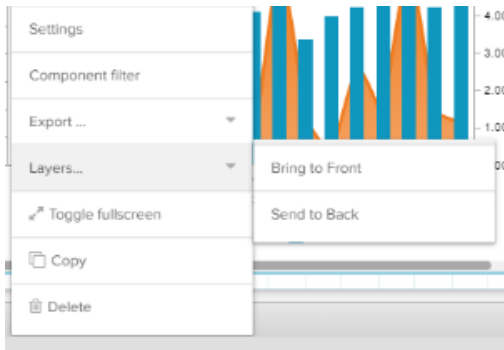 Settings
Component filter
Export ...
Layers...
Toggle fullscreen
Copy
Delete
Bring to Front
Send to Back
4.00
3.00
2.00
1.00